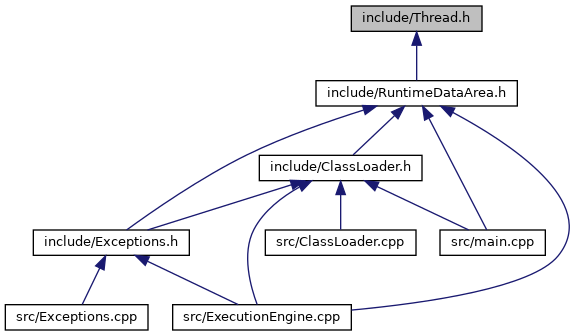 include/Thread.h
include/RuntimeDataArea.h
include/ClassLoader.h
include/Exceptions.h
src/ClassLoader.cpp
src/main.cpp
src/Exceptions.cpp
src/ExecutionEngine.cpp